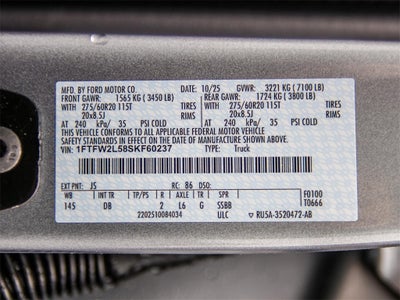 MFD. BY FORD MOTOR CO. 10/25 GVWR: 3221 KG ( 7100 LB)
FRONT GAWR: 1565 KG ( 3450 LB) REAR GAWR: 1724 KG ( 3800 LB)
275/60R20 115T TIRES 275/60R20 115T TIRES
20x8.5J RIMS 20x8.5J RIMS
AT 240 kPa/ 35 PSI COLD AT 240 kPa/ 35 PSI COLD
THIS VEHICLE CONFORMS TO ALL APPLICABLE FEDERAL MOTOR VEHICLE
SAFETY STANDARDS IN EFFECT ON THE DATE OF MANUFACTURE SHOWN ABOVE.
VIN: 1FTFW2L58SKF60237 TYPE: Truck
EXT PNT: JS RC: 86 DSO:
WB INT TR TP/PS R AX TR SPR F0100
145 DB 2 L6 G SSBB T0666
2202510084034 ULC RU5A-3520472-AB